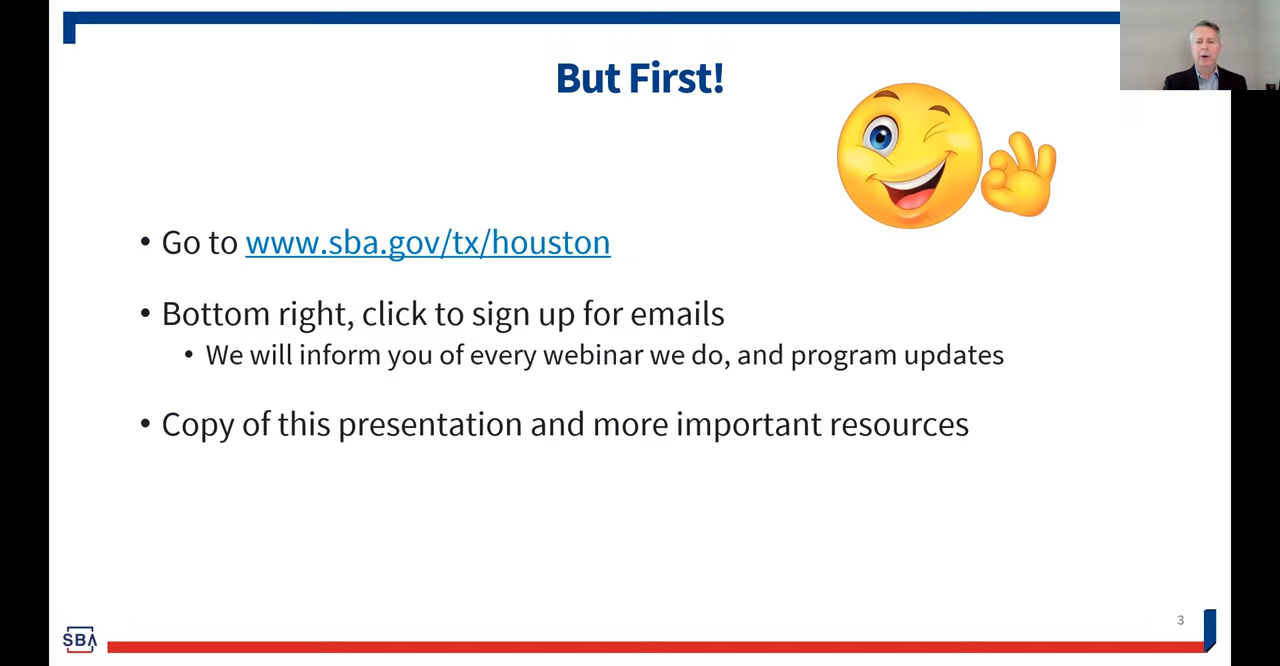 But First!
• Go to www.sba.gov/tx/houston
• Bottom right, click to sign up for emails
• We will inform you of every webinar we do, and program updates
• Copy of this presentation and more important resources
3
SBA